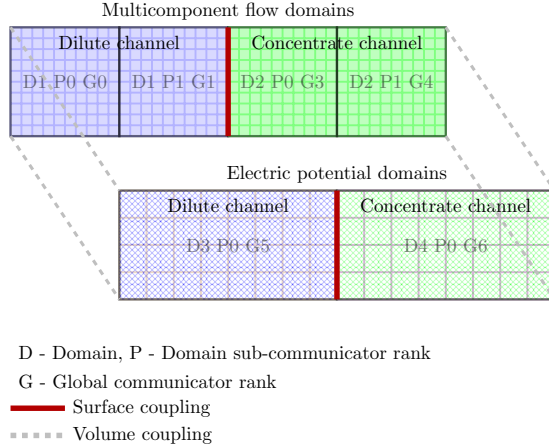 Multicomponent flow domains
Dilute channel Concentrate channel
D1 P0 G0 D1 P1 G1 D2 P0 G3 D2 P1 G4
Electric potential domains
Dilute channel Concentrate channel
D3 P0 G5 D4 P0 G6
D - Domain, P - Domain sub-communicator rank
G - Global communicator rank
Surface coupling
Volume coupling